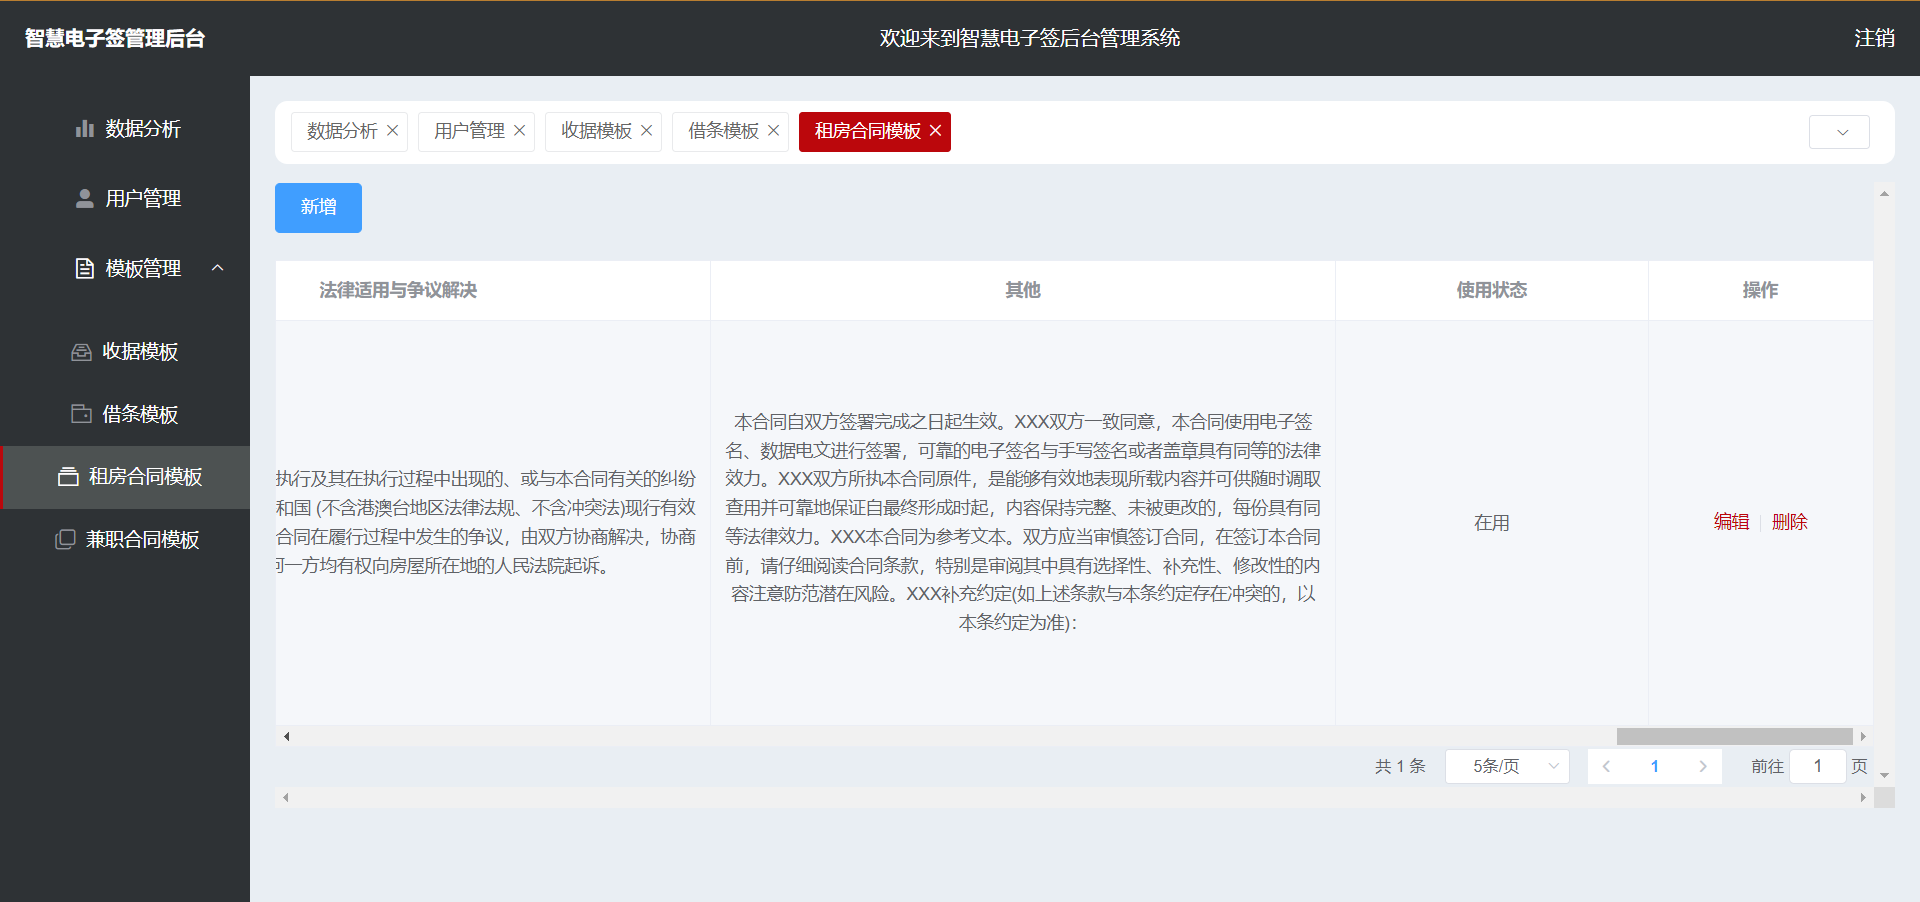 智慧电子签管理后台
欢迎来到智慧电子签后台管理系统
注销
数据分析
用户管理
模板管理
收据模板
借条模板
租房合同模板
兼职合同模板
数据分析
用户管理
收据模板
借条模板
租房合同模板
新增
法律适用与争议解决
其他
使用状态
操作
执行及其在执行过程中出现的、或与本合同有关的纠纷
和国 (不含港澳台地区法律法规、不含冲突法)现行有效
合同在履行过程中发生的争议，由双方协商解决，协商
一方均有权向房屋所在地的人民法院起诉。
本合同自双方签署完成之日起生效。XXX双方一致同意，本合同使用电子签
名、数据电文进行签署，可靠的电子签名与手写签名或者盖章具有同等的法律
效力。XXX双方所执本合同原件，是能够有效地表现所载内容并可供随时调取
查用并可靠地保证自最终形成时起，内容保持完整、未被更改的，每份具有同
等法律效力。XXX本合同为参考文本。双方应当审慎签订合同，在签订本合同
前，请仔细阅读合同条款，特别是审阅其中具有选择性、补充性、修改性的内
容注意防范潜在风险。XXX补充约定(如上述条款与本条约定存在冲突的，以
本条约定为准)：
在用
编辑
删除
共 1 条
5条/页
1
前往
1
页